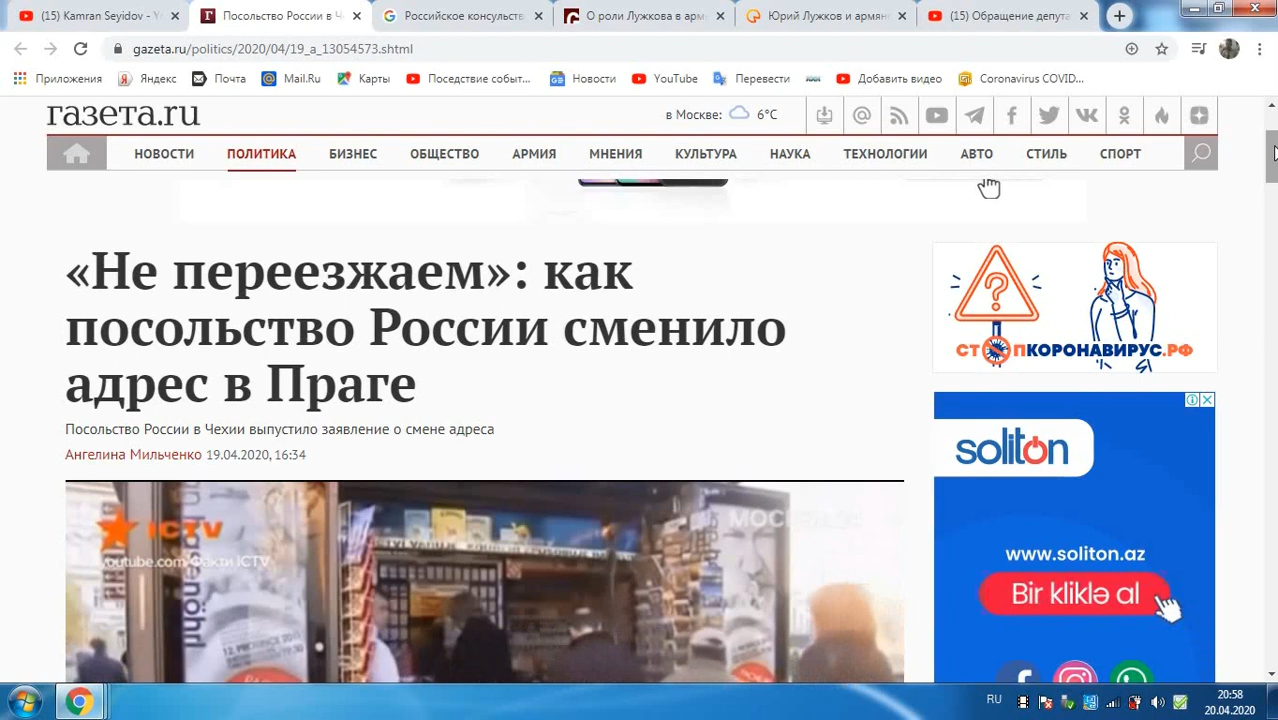 (15) Kamran Seyidov - Y
Посольство России в Ч
Российские консульств
О роли Лужкова в арм
Юрий Лужков и армян
(15) Обращение депута
gazeta.ru/politics/2020/04/19_a_13054573.shtml
Приложения Яндекс Почта Mail.Ru Карты Поседствие событ... Новости YouTube Перевести Добавить видео Coronavirus COVID...
газета.ru
в Москве: 6°C
НОВОСТИ ПОЛИТИКА БИЗНЕС ОБЩЕСТВО АРМИЯ МНЕНИЯ КУЛЬТУРА НАУКА ТЕХНОЛОГИИ АВТО СТИЛЬ СПОРТ
«Не переезжаем»: как
посольство России сменило
адрес в Праге
Посольство России в Чехии выпустило заявление о смене адреса
Ангелина Мильченко 19.04.2020, 16:34
ICTV
youtube.com/Факти ICTV
СТОПКОРОНАВИРУС.РФ
soliton
www.soliton.az
Bir kliklə al
RU
20:58
20.04.2020